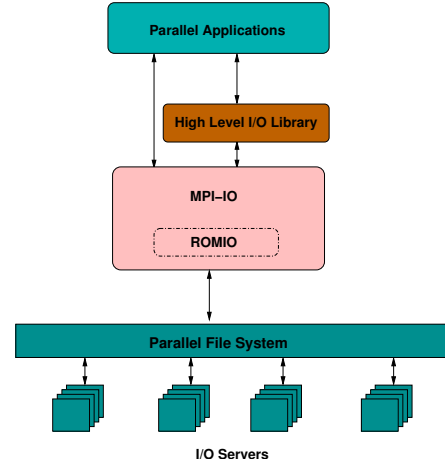 Parallel Applications
High Level I/O Library
MPI–IO
ROMIO
Parallel File System
I/O Servers